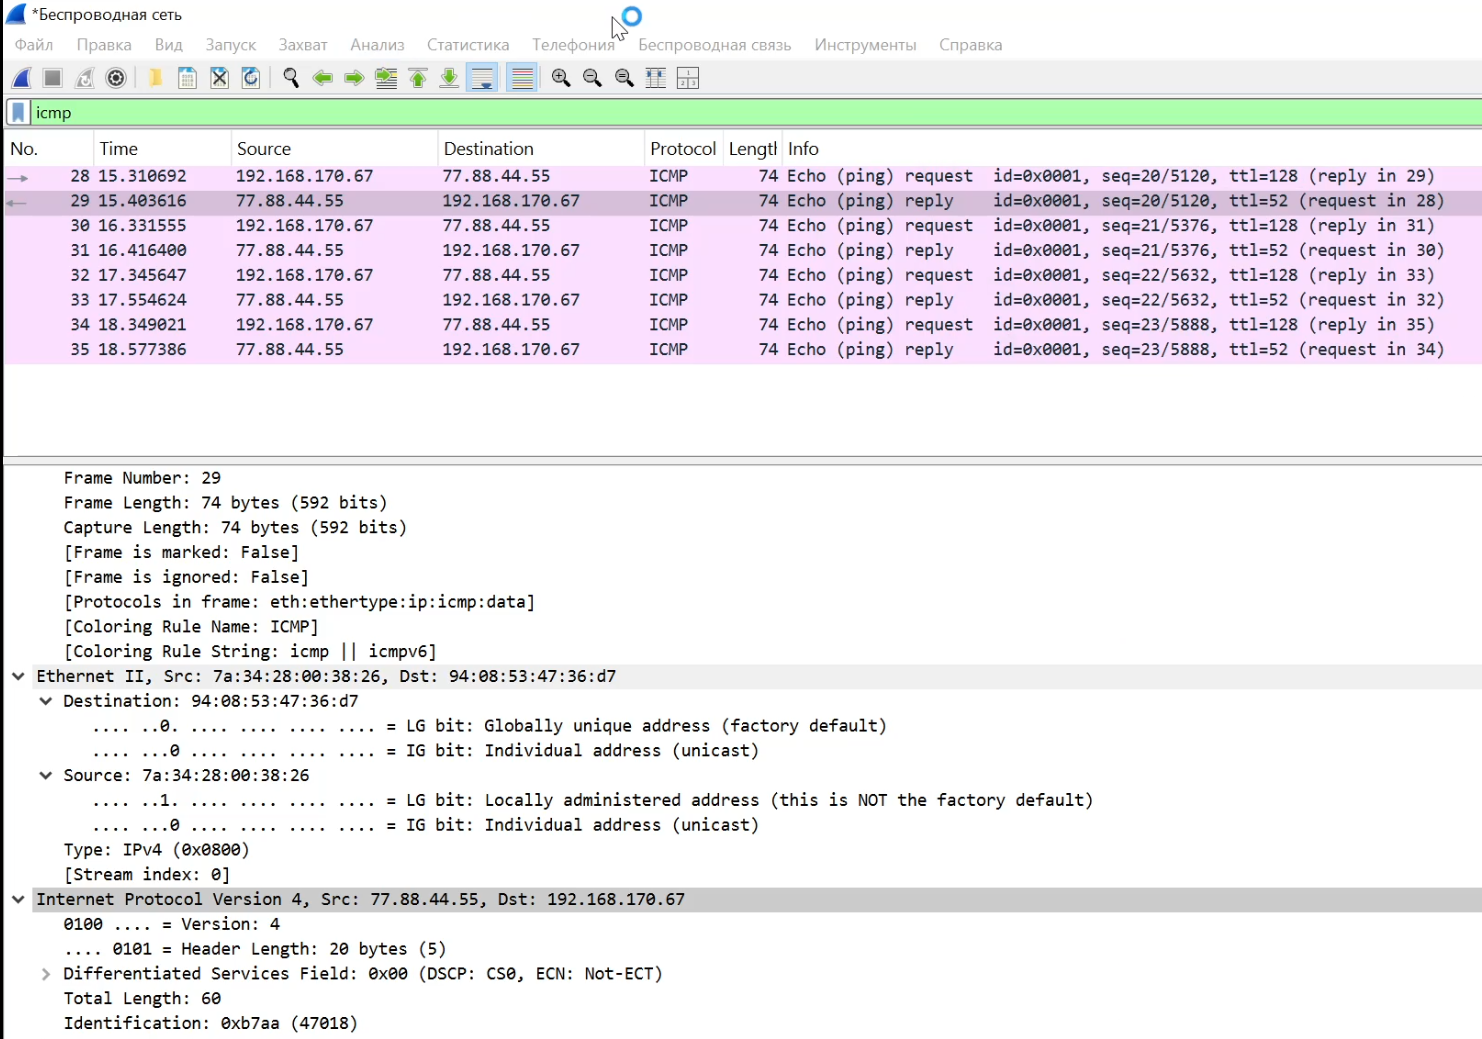 *Беспроводная сеть
Файл Правка Вид Запуск Захват Анализ Статистика Телефония Беспроводная связь Инструменты Справка
icmp
No. Time Source Destination Protocol Length Info
28 15.310692 192.168.170.67 77.88.44.55 ICMP 74 Echo (ping) request id=0x0001, seq=20/5120, ttl=128 (reply in 29)
29 15.403616 77.88.44.55 192.168.170.67 ICMP 74 Echo (ping) reply id=0x0001, seq=20/5120, ttl=52 (request in 28)
30 16.331555 192.168.170.67 77.88.44.55 ICMP 74 Echo (ping) request id=0x0001, seq=21/5376, ttl=128 (reply in 31)
31 16.416400 77.88.44.55 192.168.170.67 ICMP 74 Echo (ping) reply id=0x0001, seq=21/5376, ttl=52 (request in 30)
32 17.345647 192.168.170.67 77.88.44.55 ICMP 74 Echo (ping) request id=0x0001, seq=22/5632, ttl=128 (reply in 33)
33 17.554624 77.88.44.55 192.168.170.67 ICMP 74 Echo (ping) reply id=0x0001, seq=22/5632, ttl=52 (request in 32)
34 18.349021 192.168.170.67 77.88.44.55 ICMP 74 Echo (ping) request id=0x0001, seq=23/5888, ttl=128 (reply in 35)
35 18.577386 77.88.44.55 192.168.170.67 ICMP 74 Echo (ping) reply id=0x0001, seq=23/5888, ttl=52 (request in 34)
Frame Number: 29
Frame Length: 74 bytes (592 bits)
Capture Length: 74 bytes (592 bits)
[Frame is marked: False]
[Frame is ignored: False]
[Protocols in frame: eth:ethertype:ip:icmp:data]
[Coloring Rule Name: ICMP]
[Coloring Rule String: icmp || icmpv6]
Ethernet II, Src: 7a:34:28:00:38:26, Dst: 94:08:53:47:36:d7
Destination: 94:08:53:47:36:d7
.... ..0. .... .... .... .... = LG bit: Globally unique address (factory default)
.... ...0 .... .... .... .... = IG bit: Individual address (unicast)
Source: 7a:34:28:00:38:26
.... ..1. .... .... .... .... = LG bit: Locally administered address (this is NOT the factory default)
.... ...0 .... .... .... .... = IG bit: Individual address (unicast)
Type: IPv4 (0x0800)
[Stream index: 0]
Internet Protocol Version 4, Src: 77.88.44.55, Dst: 192.168.170.67
0100 .... = Version: 4
.... 0101 = Header Length: 20 bytes (5)
Differentiated Services Field: 0x00 (DSCP: CS0, ECN: Not-ECT)
Total Length: 60
Identification: 0xb7aa (47018)